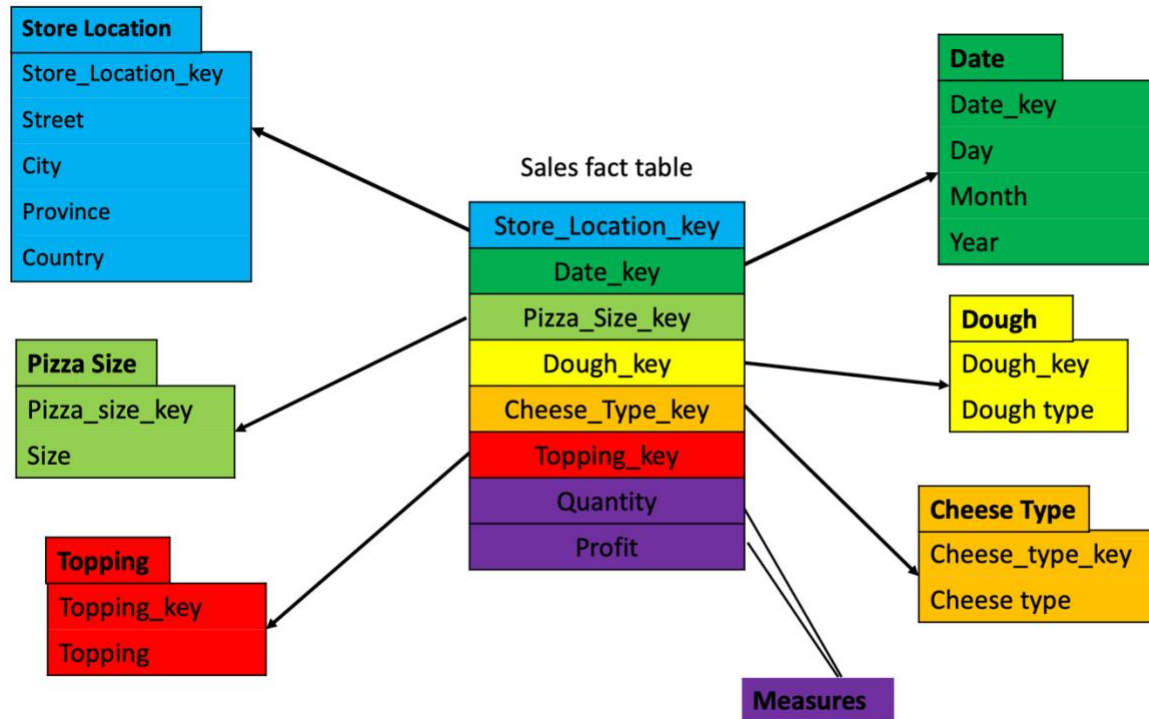 Store Location
Store_Location_key
Street
City
Province
Country
Pizza Size
Pizza_size_key
Size
Topping
Topping_key
Topping
Sales fact table
Store_Location_key
Date_key
Pizza_Size_key
Dough_key
Cheese_Type_key
Topping_key
Quantity
Profit
Measures
Date
Date_key
Day
Month
Year
Dough
Dough_key
Dough type
Cheese Type
Cheese_type_key
Cheese type